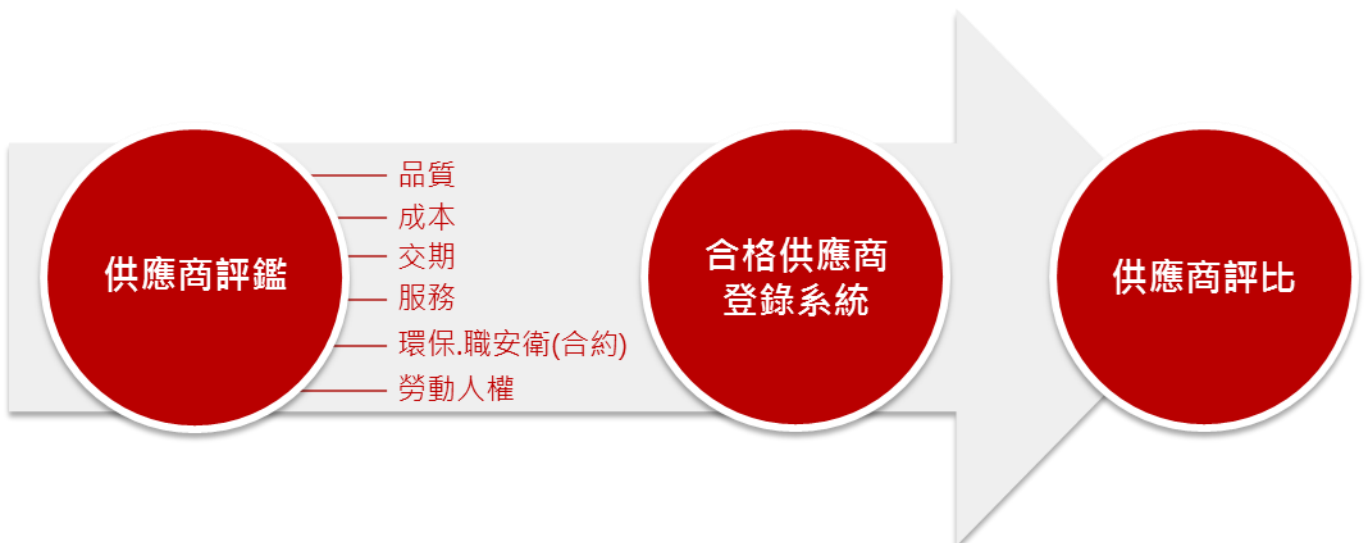 供應商評鑑
品質
成本
交期
服務
環保.職安衛(合約)
勞動人權
合格供應商
登錄系統
供應商評比